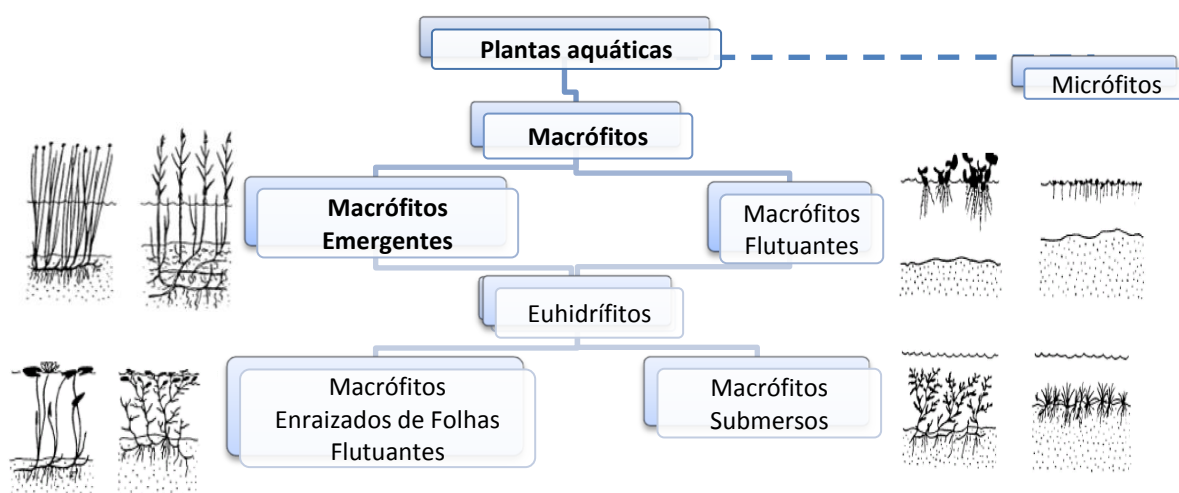 Plantas aquáticas
Micrófitos
Macrófitos
Macrófitos
Emergentes
Macrófitos
Flutuantes
Euhidrífitos
Macrófitos
Enraizados de Folhas
Flutuantes
Macrófitos
Submersos